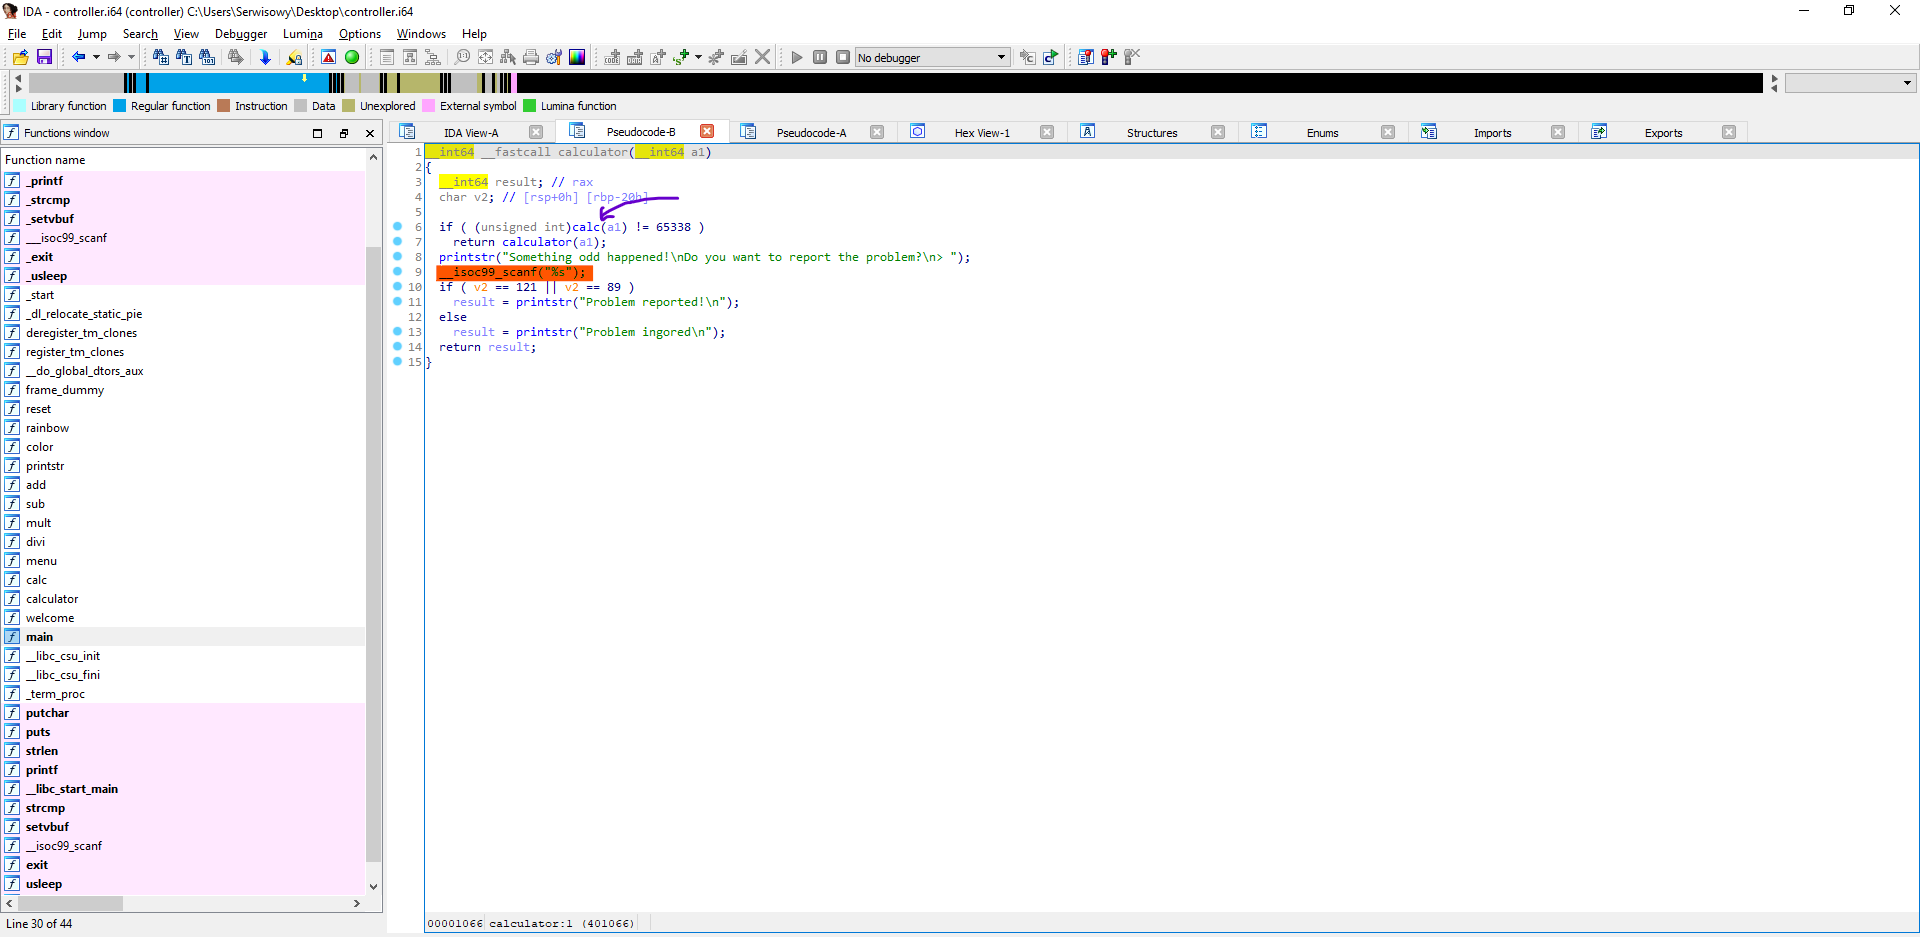 IDA - controller.i64 (controller) C:\Users\Serwisowy\Desktop\controller.i64
File Edit Jump Search View Debugger Lumina Options Windows Help
No debugger
Library function Regular function Instruction Data Unexplored External symbol Lumina function
Functions window
IDA View-A Pseudocode-B Pseudocode-A Hex View-1 Structures Enums Imports Exports
Function name
_printf
_strcmp
_setvbuf
___isoc99_scanf
_exit
_usleep
_start
_dl_relocate_static_pie
deregister_tm_clones
register_tm_clones
__do_global_dtors_aux
frame_dummy
reset
rainbow
color
printstr
add
sub
mult
divi
menu
calc
calculator
welcome
main
__libc_csu_init
__libc_csu_fini
_term_proc
putchar
puts
strlen
printf
__libc_start_main
strcmp
setvbuf
__isoc99_scanf
exit
usleep
Line 30 of 44
1 __int64 __fastcall calculator(__int64 a1)
2 {
3 __int64 result; // rax
4 char v2; // [rsp+0h] [rbp-20h]
5
6 if ( (unsigned int)calc(a1) != 65338 )
7 return calculator(a1);
8 printstr("Something odd happened!\nDo you want to report the problem?\n> ");
9 __isoc99_scanf("%s");
10 if ( v2 == 121 || v2 == 89 )
11 result = printstr("Problem reported!\n");
12 else
13 result = printstr("Problem ingored\n");
14 return result;
15 }
00001066 calculator:1 (401066)